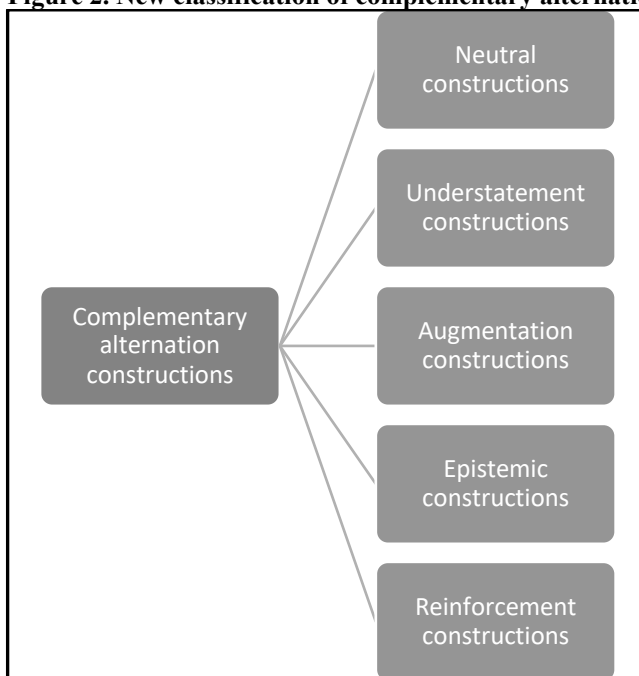 Figure 2: New classification of complementary
Neutral
constructions
Understatement
constructions
Augmentation
constructions
Complementary
alternation
constructions
Epistemic
constructions
Reinforcement
constructions